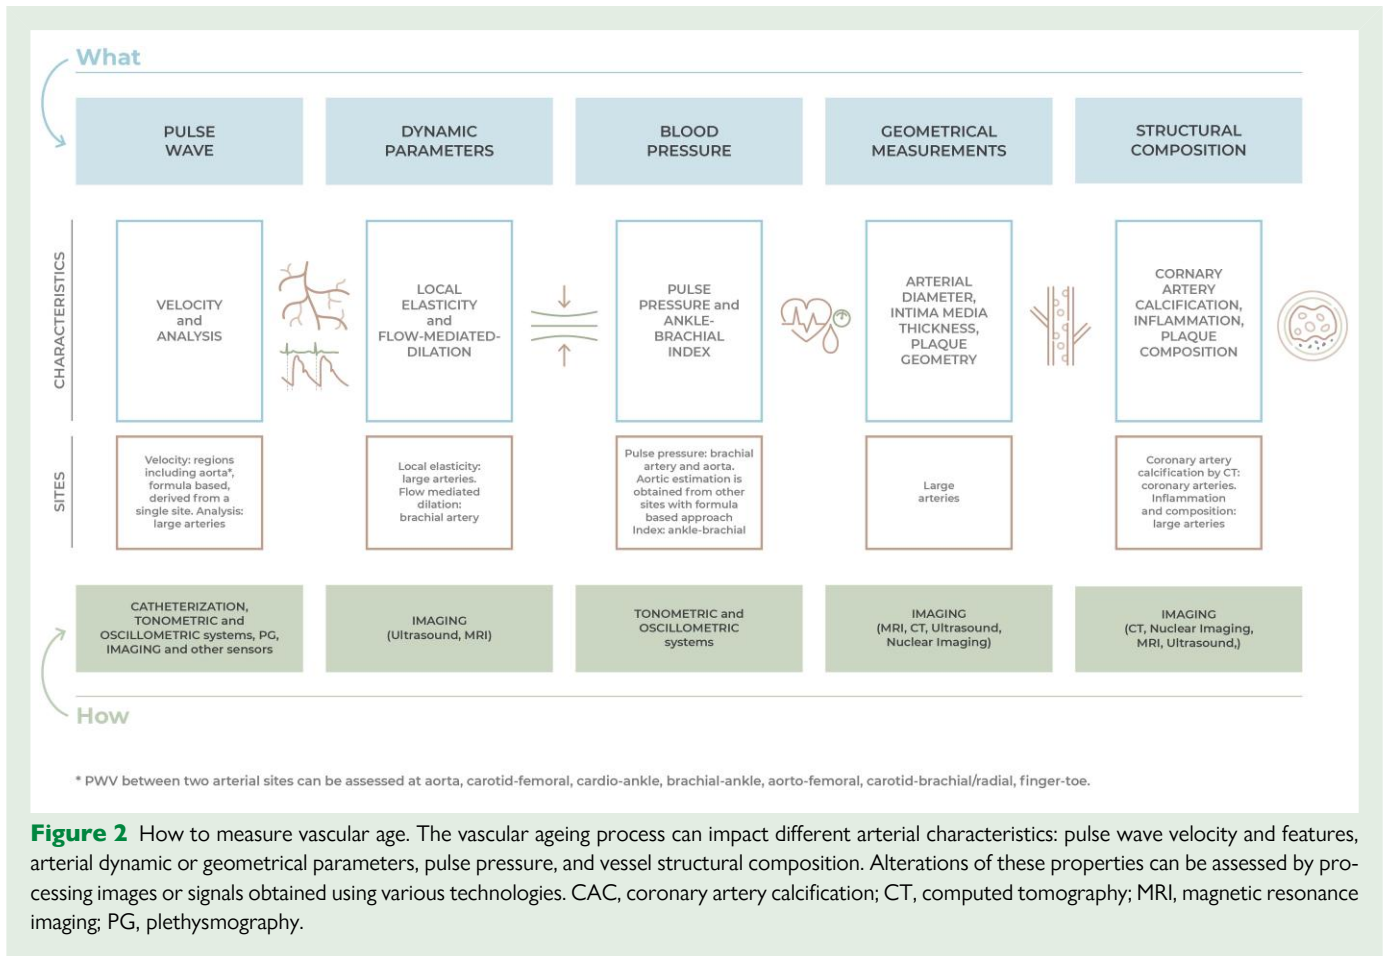 What
PULSE
WAVE
DYNAMIC
PARAMETERS
BLOOD
PRESSURE
GEOMETRICAL
MEASUREMENTS
STRUCTURAL
COMPOSITION
CHARACTERISTICS
VELOCITY
and
ANALYSIS
LOCAL
ELASTICITY
and
FLOW-MEDIATED-
DILATION
PULSE
PRESSURE and
ANKLE-
BRACHIAL
INDEX
ARTERIAL
DIAMETER,
INTIMA MEDIA
THICKNESS,
PLAQUE
GEOMETRY
CORNARY
ARTERY
CALCIFICATION,
INFLAMMATION,
PLAQUE
COMPOSITION
SITES
Velocity: regions
including aorta*,
formula based,
derived from a
single site. Analysis:
large arteries
Local elasticity:
large arteries.
Flow mediated
dilation:
brachial artery
Pulse pressure: brachial
artery and aorta.
Aortic estimation is
obtained from other
sites with formula
based approach
Index: ankle-brachial
Large
arteries
Coronary artery
calcification by CT:
coronary arteries.
Inflammation
and composition:
large arteries
CATHETERIZATION,
TONOMETRIC and
OSCILLOMETRIC systems, PG,
IMAGING and other sensors
IMAGING
(Ultrasound, MRI)
TONOMETRIC and
OSCILLOMETRIC
systems
IMAGING
(MRI, CT, Ultrasound,
Nuclear Imaging)
IMAGING
(CT, Nuclear Imaging,
MRI, Ultrasound,)
How
* PWV between two arterial sites can be assessed at aorta, carotid-femoral, cardio-ankle, brachial-ankle, aorto-femoral, carotid-brachial/radial, finger-toe.
Figure 2 How to measure vascular age. The vascular ageing process can impact different arterial characteristics: pulse wave velocity and features,
arterial dynamic or geometrical parameters, pulse pressure, and vessel structural composition. Alterations of these properties can be assessed by pro-
cessing images or signals obtained using various technologies. CAC, coronary artery calcification; CT, computed tomography; MRI, magnetic resonance
imaging; PG, plethysmography.